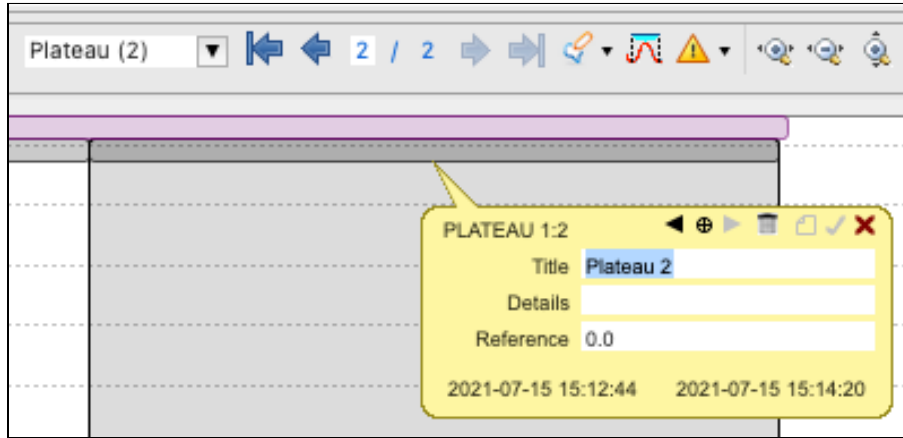 Plateau (2) 2 / 2
PLATEAU 1:2
Title Plateau 2
Details
Reference 0.0
2021-07-15 15:12:44 2021-07-15 15:14:20